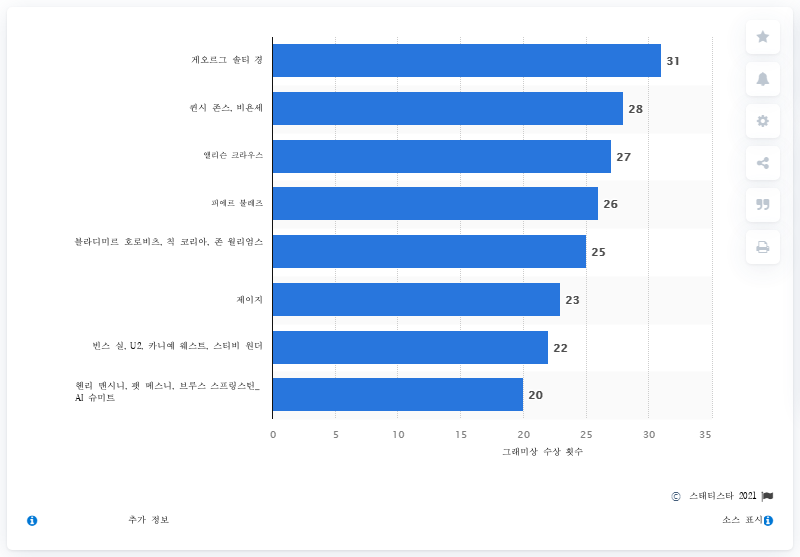 게오르그 솔티 경
31
퀸시 존스, 비욘세
28
앨리슨 크라우스
27
피에르 불레즈
26
블라디미르 호로비츠, 칙 코리아, 존 윌리엄스
25
제이지
23
빈스 길, U2, 카니예 웨스트, 스티비 원더
22
헨리 맨시니, 팻 메스니, 브루스 스프링스틴_
AI 슈미트
20
0 5 10 15 20 25 30 35
그래미상 수상 횟수
© 스태티스타 2021
추가 정보
소스 표시